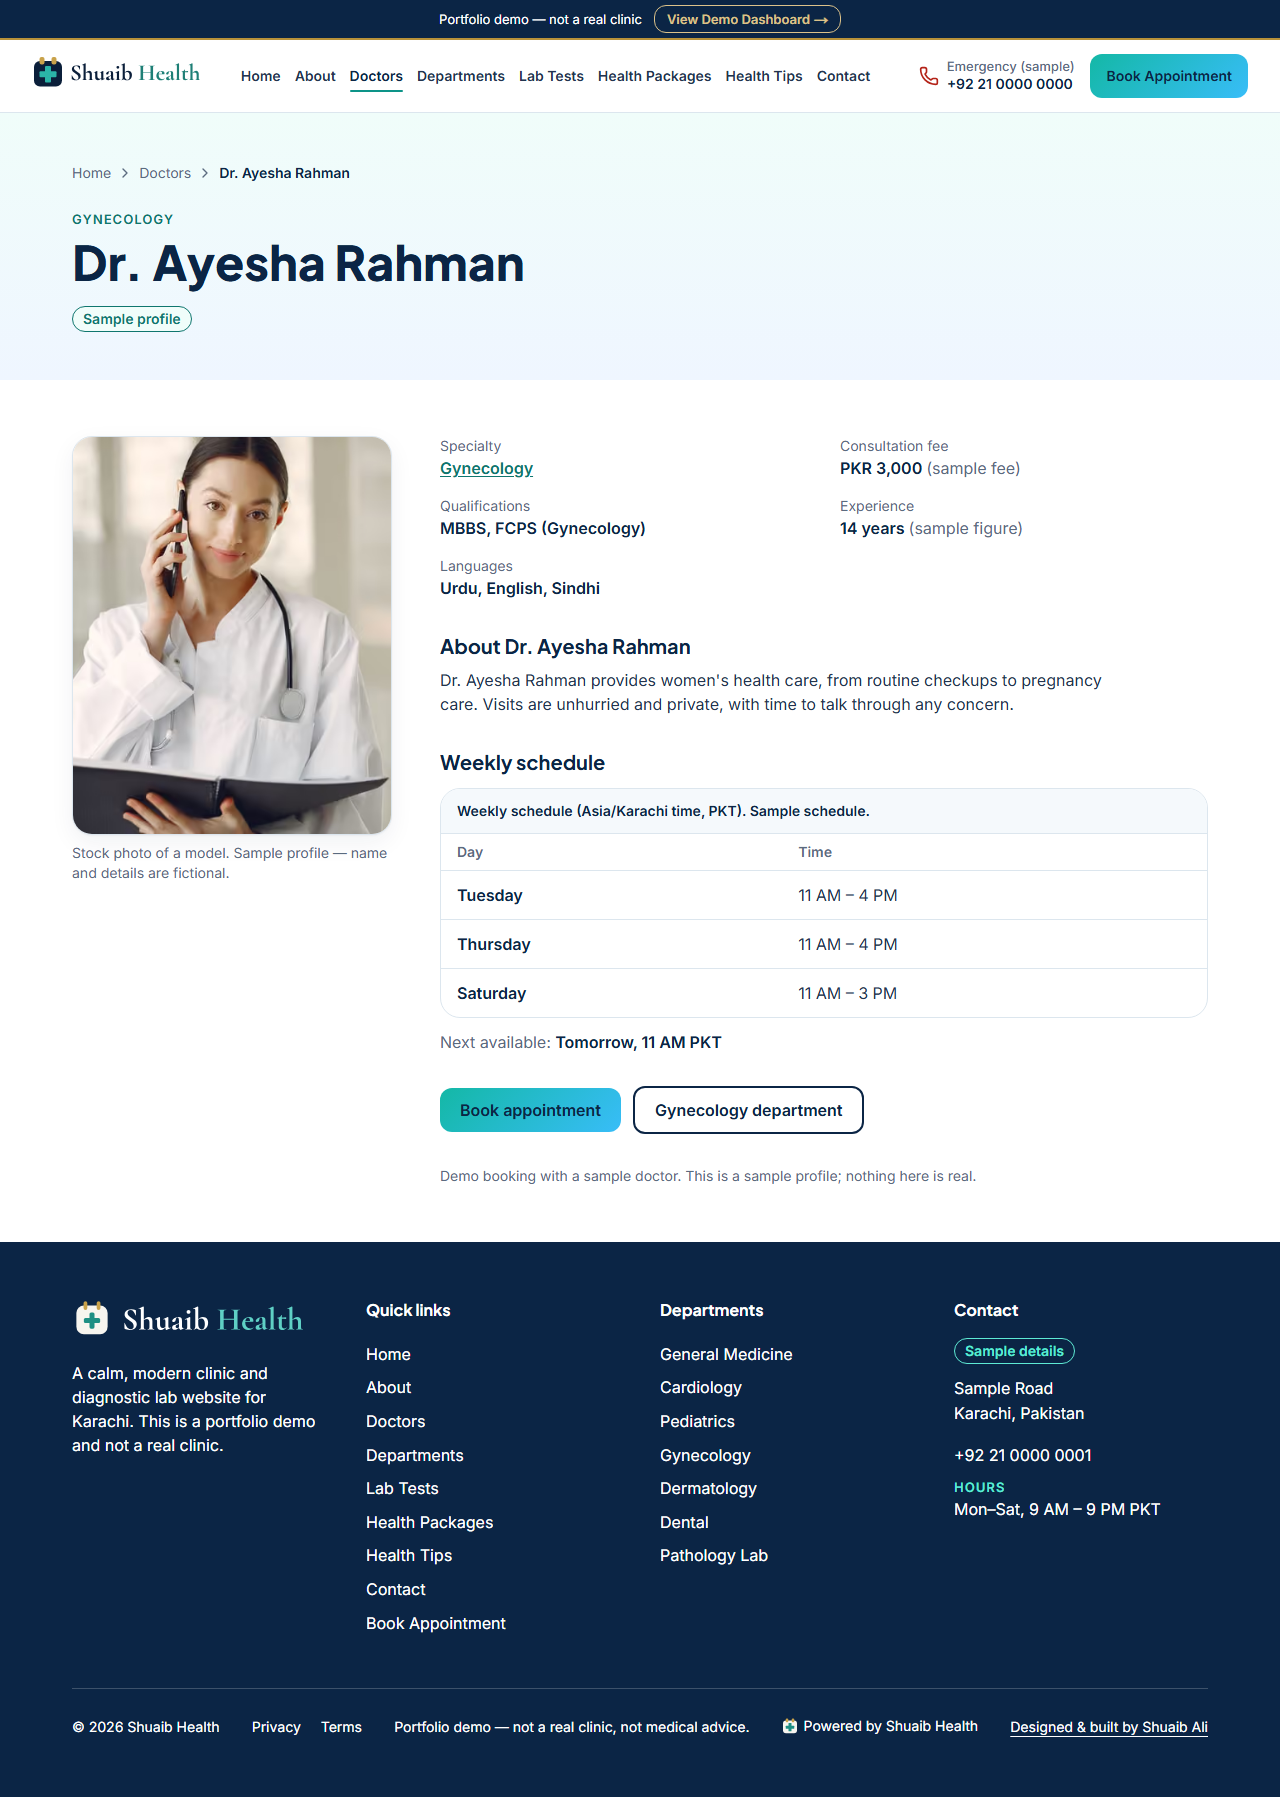 Portfolio demo — not a real clinic
View Demo Dashboard →
Shuaib Health
Home
About
Doctors
Departments
Lab Tests
Health Packages
Health Tips
Contact
Emergency (sample)
+92 21 0000 0000
Book Appointment
Home > Doctors > Dr. Ayesha Rahman
GYNECOLOGY
Dr. Ayesha Rahman
Sample profile
Stock photo of a model. Sample profile — name
and details are fictional.
Specialty
Gynecology
Consultation fee
PKR 3,000 (sample fee)
Qualifications
MBBS, FCPS (Gynecology)
Experience
14 years (sample figure)
Languages
Urdu, English, Sindhi
About Dr. Ayesha Rahman
Dr. Ayesha Rahman provides women's health care, from routine checkups to pregnancy
care. Visits are unhurried and private, with time to talk through any concern.
Weekly schedule
Weekly schedule (Asia/Karachi time, PKT). Sample schedule.
Day Time
Tuesday 11 AM – 4 PM
Thursday 11 AM – 4 PM
Saturday 11 AM – 3 PM
Next available: Tomorrow, 11 AM PKT
Book appointment
Gynecology department
Demo booking with a sample doctor. This is a sample profile; nothing here is real.
Shuaib Health
A calm, modern clinic and
diagnostic lab website for
Karachi. This is a portfolio demo
and not a real clinic.
Quick links
Home
About
Doctors
Departments
Lab Tests
Health Packages
Health Tips
Contact
Book Appointment
Departments
General Medicine
Cardiology
Pediatrics
Gynecology
Dermatology
Dental
Pathology Lab
Contact
Sample details
Sample Road
Karachi, Pakistan
+92 21 0000 0001
HOURS
Mon–Sat, 9 AM – 9 PM PKT
© 2026 Shuaib Health
Privacy
Terms
Portfolio demo — not a real clinic, not medical advice.
Powered by Shuaib Health
Designed & built by Shuaib Ali